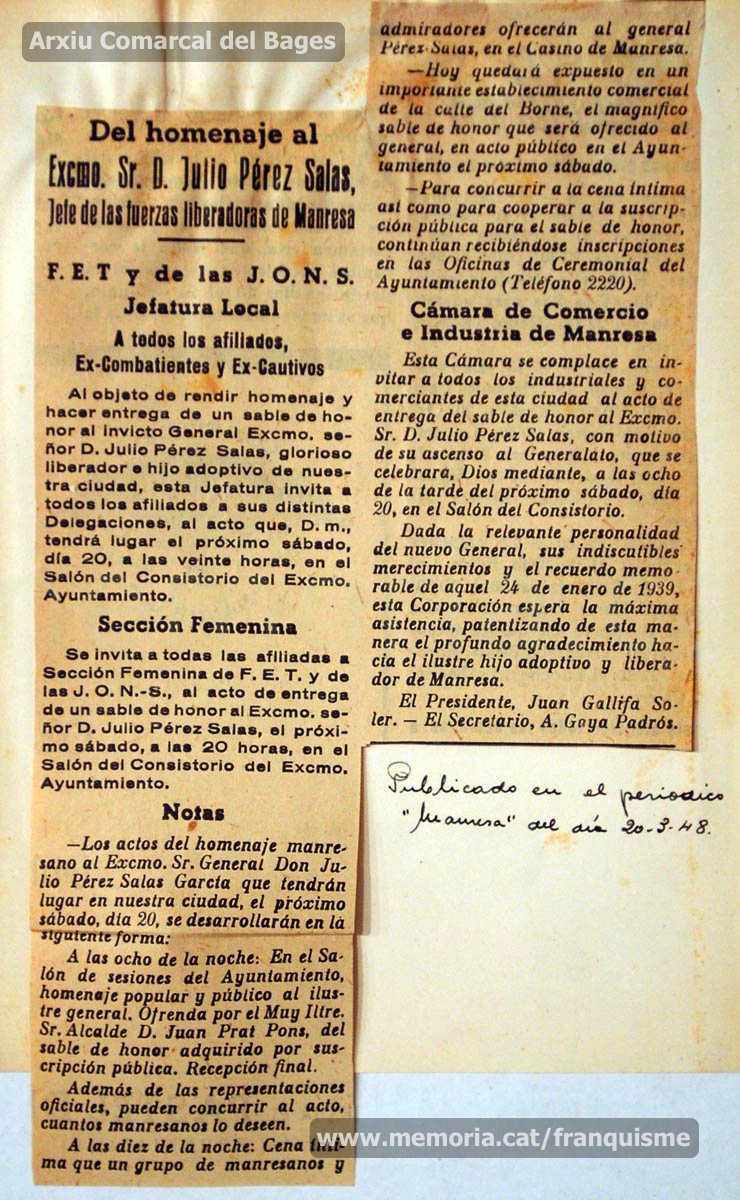 Arxiu Comarcal del Bages
Del homenaje al
Excmo. Sr. D. Julio Pérez Salas,
Jefe de las fuerzas liberadoras de Manresa
F. E. T y de las J. O. N. S.
Jefatura Local
A todos los afiliados,
Ex-Combatientes y Ex-Cautivos
Al objeto de rendir homenaje y
hacer entrega de un sable de ho-
nor al invicto General Excmo. se-
ñor D. Julio Pérez Salas, glorioso
liberador e hijo adoptivo de nues-
tra ciudad, esta Jefatura invita a
todos los afiliados a sus distintas
Delegaciones, al acto que, D. m.,
tendrá lugar el próximo sábado,
día 20, a las veinte horas, en el
Salón del Consistorio del Excmo.
Ayuntamiento.
Sección Femenina
Se invita a todas las afiliadas a
Sección Femenina de F. E. T. y de
las J. O. N.-S., al acto de entrega
de un sable de honor al Excmo. se-
ñor D. Julio Pérez Salas, el próxi-
mo sábado, a las 20 horas, en el
Salón del Consistorio del Excmo.
Ayuntamiento.
Notas
—Los actos del homenaje manre-
sano al Excmo. Sr. General Don Ju-
lio Pérez Salas García que tendrán
lugar en nuestra ciudad, el próximo
sábado, día 20, se desarrollarán en la
siguiente forma:
A las ocho de la noche: En el Sa-
lón de sesiones del Ayuntamiento,
homenaje popular y público al ilus-
tre general. Ofrenda por el Muy Iltre.
Sr. Alcalde D. Juan Prat Pons, del
sable de honor adquirido por sus-
cripción pública. Recepción final.
Además de las representaciones
oficiales, pueden concurrir al acto,
cuantos manresanos lo deseen.
A las diez de la noche: Cena ínti-
ma que un grupo de manresanos y
admiradores ofrecerán al general
Pérez Salas, en el Casino de Manresa.
—Hoy quedará expuesto en un
importante establecimiento comercial
de la calle del Borne, el magnífico
sable de honor que será ofrecido al
general, en acto público en el Ayun-
tamiento el próximo sábado.
—Para concurrir a la cena íntima
así como para cooperar a la suscrip-
ción pública para el sable de honor,
continúan recibiéndose inscripciones
en las Oficinas de Ceremonial del
Ayuntamiento (Teléfono 2220).
Cámara de Comercio
e Industria de Manresa
Esta Cámara se complace en in-
vitar a todos los industriales y co-
merciantes de esta ciudad al acto de
entrega del sable de honor al Excmo.
Sr. D. Julio Pérez Salas, con motivo
de su ascenso al Generalato, que se
celebrará, Dios mediante, a las ocho
de la tarde del próximo sábado, día
20, en el Salón del Consistorio.
Dada la relevante personalidad
del nuevo General, sus indiscutibles
merecimientos y el recuerdo memo-
rable de aquel 24 de enero de 1939,
esta Corporación espera la máxima
asistencia, patentizando de esta ma-
nera el profundo agradecimiento ha-
cia el ilustre hijo adoptivo y libera-
dor de Manresa.
El Presidente, Juan Gallifa So-
ler. — El Secretario, A. Gaya Padrós.
Publicado en el periodico
"Manresa" del día 20-3-48.
www.memoria.cat/franquisme